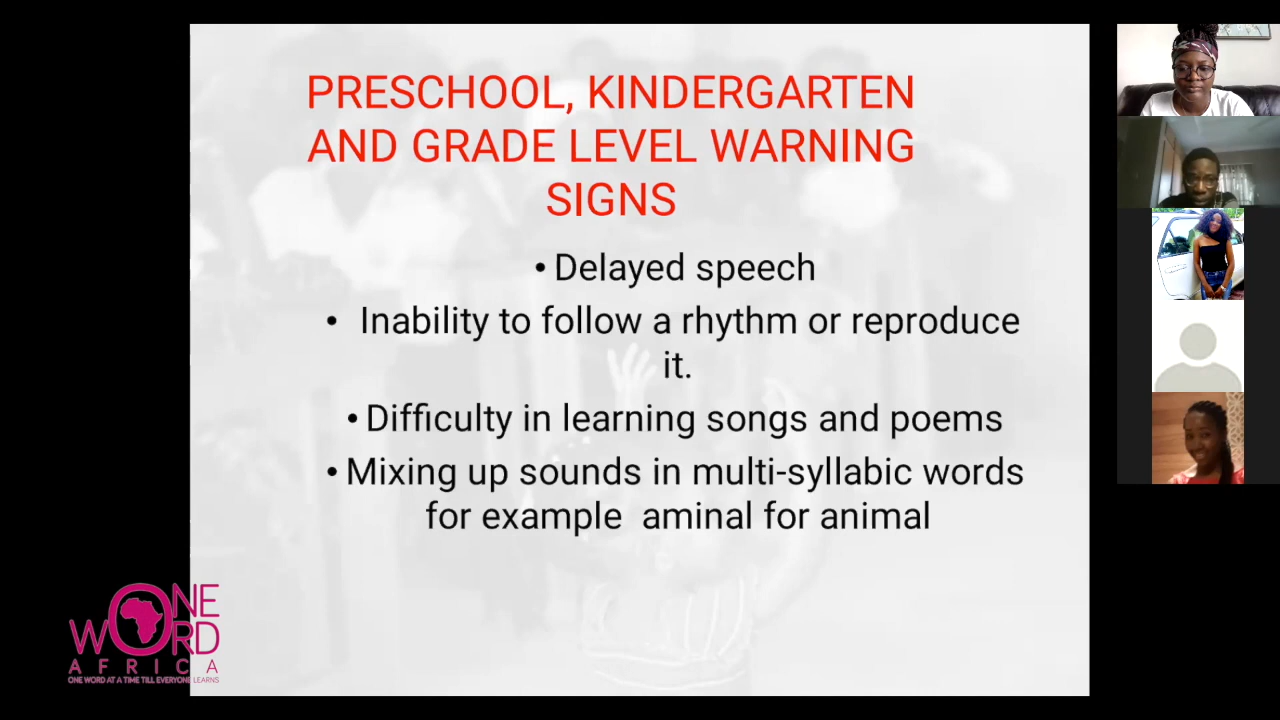 PRESCHOOL, KINDERGARTEN
AND GRADE LEVEL WARNING
SIGNS
• Delayed speech
• Inability to follow a rhythm or reproduce
it.
• Difficulty in learning songs and poems
• Mixing up sounds in multi-syllabic words
for example aminal for animal
ONE
WORD
AFRICA
ONE WORD AT A TIME TILL EVERYONE LEARNS